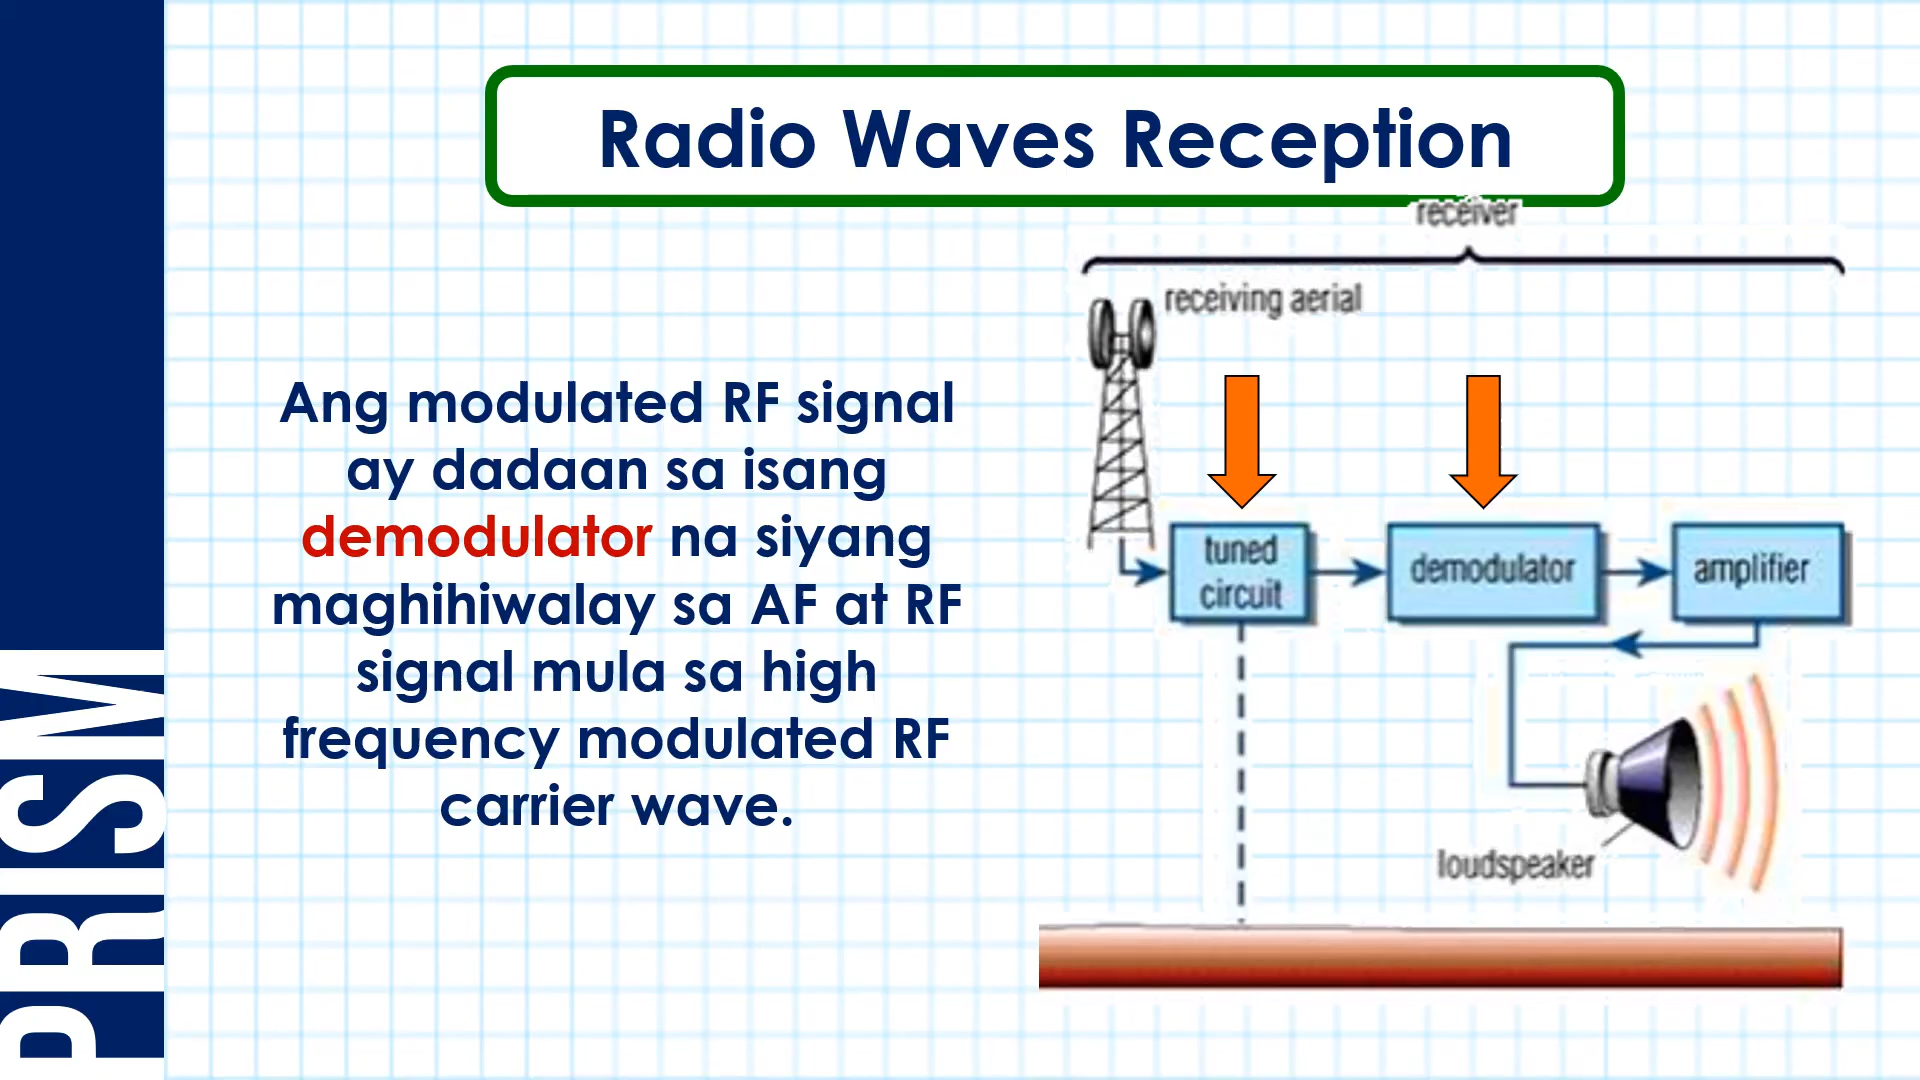 Radio Waves Reception
receiver
receiving aerial
Ang modulated RF signal
ay dadaan sa isang
demodulator na siyang
maghihiwalay sa AF at RF
signal mula sa high
frequency modulated RF
carrier wave.
tuned
circuit
demodulator
amplifier
loudspeaker
PRISM